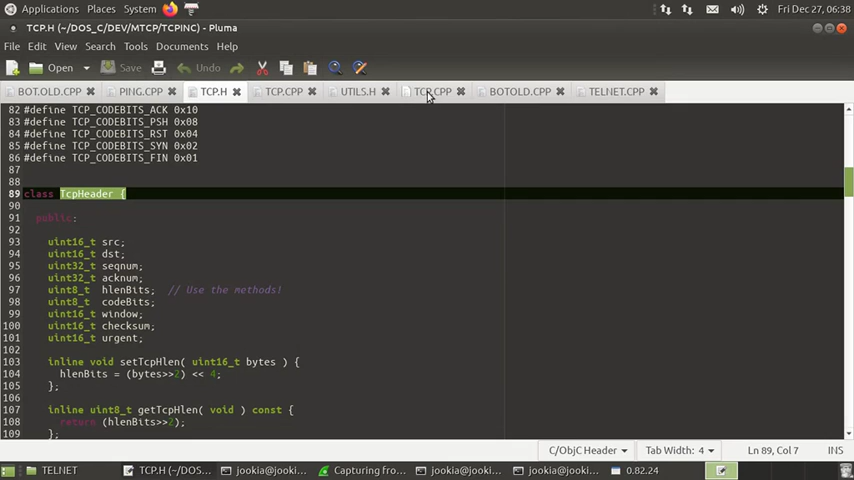 Applications Places System Fri Dec 27, 06:38
TCP.H (~/DOS_C/DEV/MTCP/TCPINC) - Pluma
File Edit View Search Tools Documents Help
Open Save Undo
BOT.OLD.CPP PING.CPP TCP.H TCP.CPP UTILS.H TCP.CPP BOTOLD.CPP TELNET.CPP
82 #define TCP_CODEBITS_ACK 0x10
83 #define TCP_CODEBITS_PSH 0x08
84 #define TCP_CODEBITS_RST 0x04
85 #define TCP_CODEBITS_SYN 0x02
86 #define TCP_CODEBITS_FIN 0x01
87
88
89 class TcpHeader {
90
91 public:
92
93 uint16_t src;
94 uint16_t dst;
95 uint32_t seqnum;
96 uint32_t acknum;
97 uint8_t hlenBits; // Use the methods!
98 uint8_t codeBits;
99 uint16_t window;
100 uint16_t checksum;
101 uint16_t urgent;
102
103 inline void setTcpHlen( uint16_t bytes ) {
104 hlenBits = (bytes>>2) << 4;
105 };
106
107 inline uint8_t getTcpHlen( void ) const {
108 return (hlenBits>>2);
109 };
C/ObjC Header Tab Width: 4 Ln 89, Col 7 INS
TELNET TCP.H (~/DOS... jookia@jooki... Capturing fro... jookia@jooki... jookia@jooki... 0.82.24